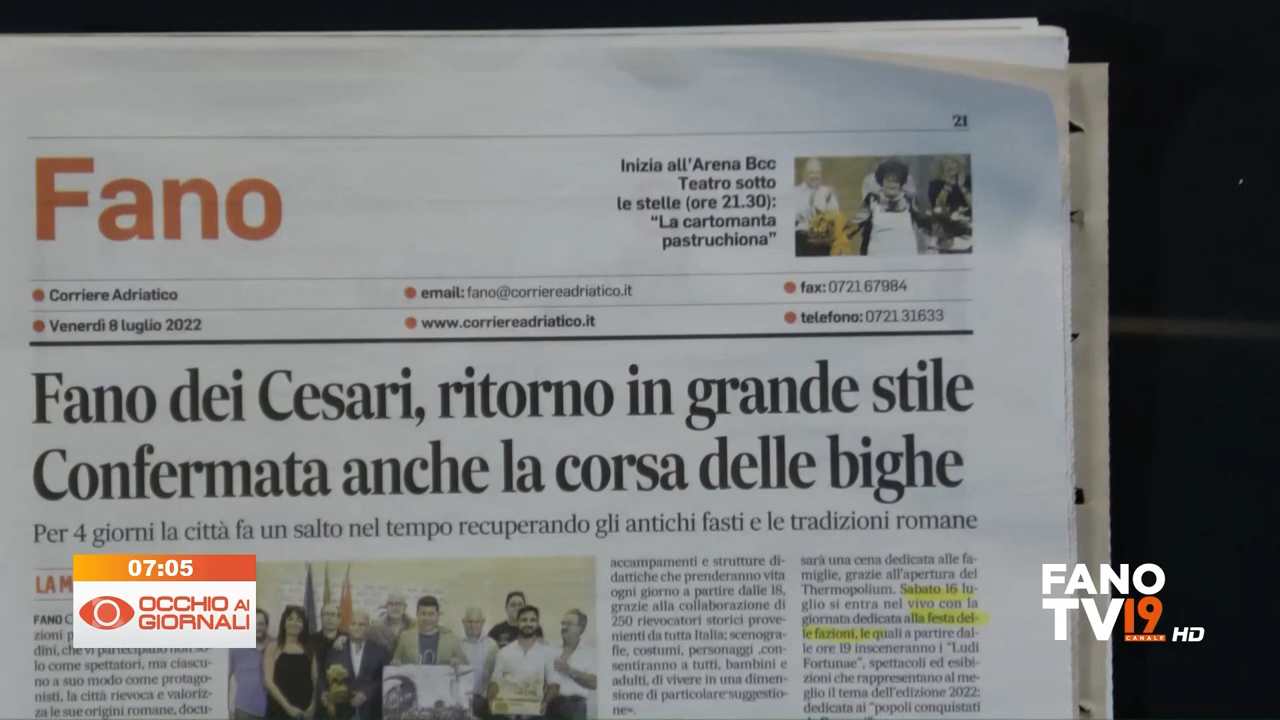 21
Fano
Inizia all'Arena Bcc
Teatro sotto
le stelle (ore 21.30):
“La cartomanta
pastruchiona”
Corriere Adriatico
email: fano@corriereadriatico.it
fax: 0721 67984
Venerdì 8 luglio 2022
www.corriereadriatico.it
telefono: 0721 31633
Fano dei Cesari, ritorno in grande stile
Confermata anche la corsa delle bighe
Per 4 giorni la città fa un salto nel tempo recuperando gli antichi fasti e le tradizioni romane
LA M
FANO
zioni p
dini, che vi partecipano non so-
lo come spettatori, ma ciascu-
no a suo modo come protago-
nisti, la città rievoca e valoriz-
za le sue origini romane, docu-
accampamenti e strutture di-
dattiche che prenderanno vita
ogni giorno a partire dalle 18,
grazie alla collaborazione di
250 rievocatori storici prove-
nienti da tutta Italia; scenogra-
fie, costumi, personaggi ,con-
sentiranno a tutti, bambini e
adulti, di vivere in una dimen-
sione di particolare suggestio-
ne».
sarà una cena dedicata alle fa-
miglie, grazie all'apertura del
Thermopolium. Sabato 16 lu-
glio si entra nel vivo con la
giornata dedicata alla festa del-
le fazioni, le quali a partire dal-
le ore 19 inscenaranno i "Ludi
Fortunae", spettacoli ed esibi-
zioni che rappresentano al me-
glio il tema dell'edizione 2022:
dedicata ai "popoli conquistati
07:05
OCCHIO AI
GIORNALI
FANO
TV19
CANALE HD